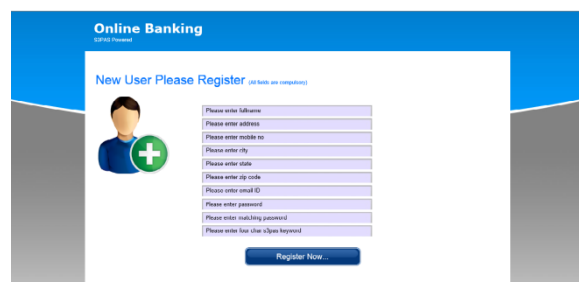 Online Banking
S3PAS Powered
New User Please Register (All fields are compulsory)
Please enter fullname
Please enter address
Please enter mobile no
Please enter city
Please enter state
Please enter zip code
Please enter email ID
Please enter password
Please enter matching password
Please enter four char s3pas keyword
Register Now...